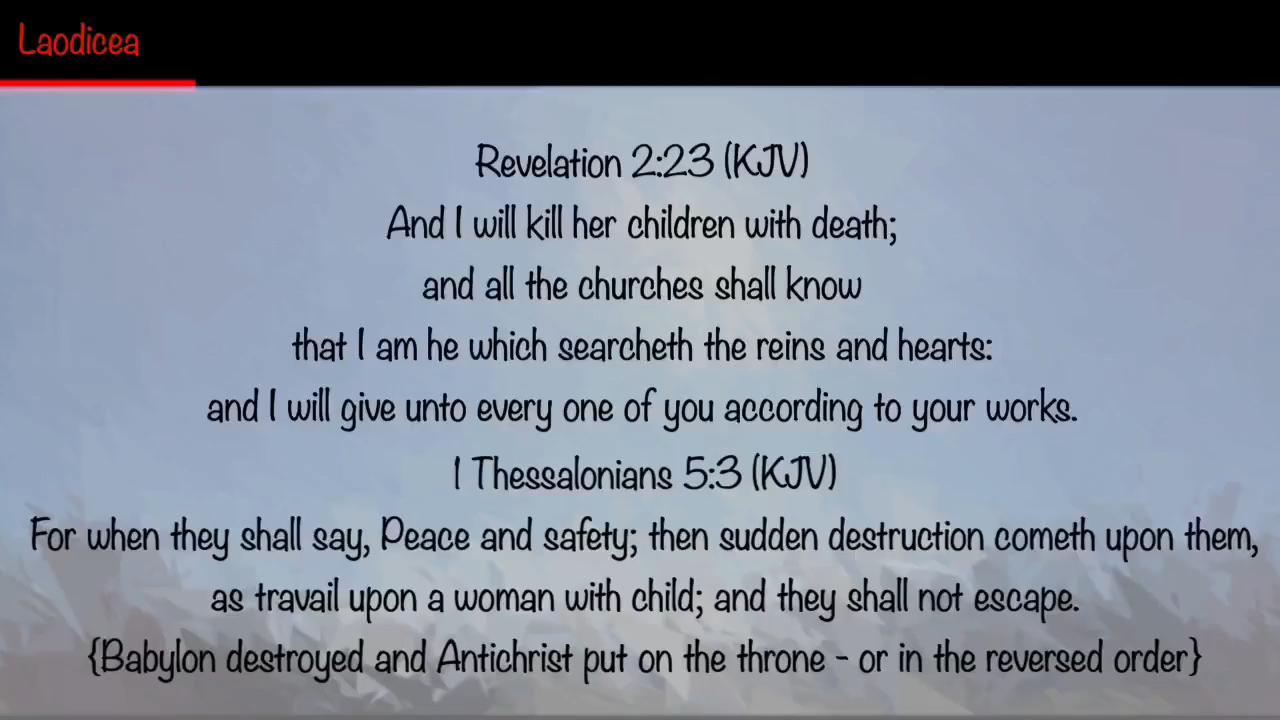 Laodicea
Revelation 2:23 (KJV)
And I will kill her children with death;
and all the churches shall know
that I am he which searcheth the reins and hearts:
and I will give unto every one of you according to your works.
1 Thessalonians 5:3 (KJV)
For when they shall say, Peace and safety; then sudden destruction cometh upon them,
as travail upon a woman with child; and they shall not escape.
{Babylon destroyed and Antichrist put on the throne - or in the reversed order}